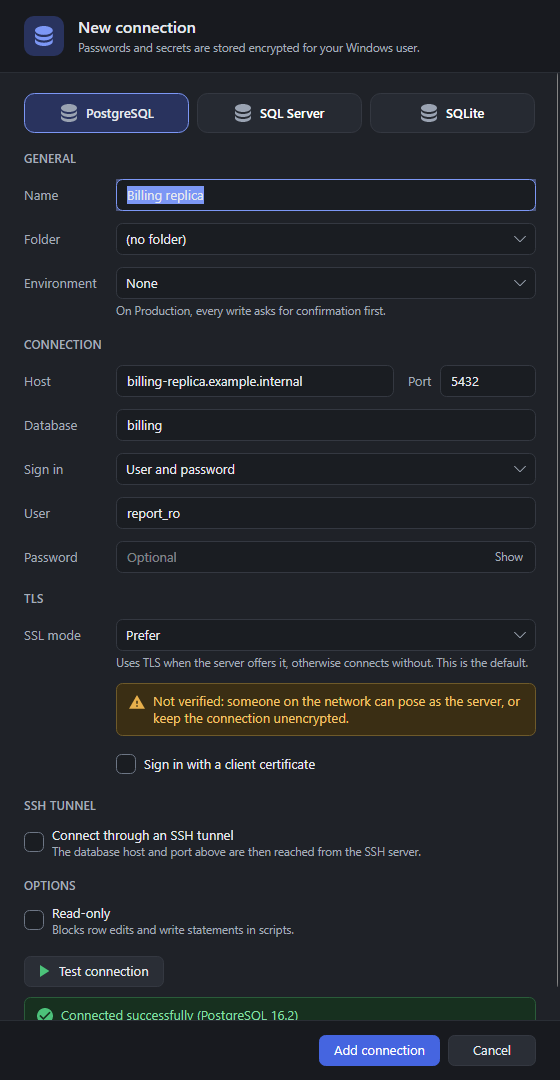 New connection
Passwords and secrets are stored encrypted for your Windows user.
PostgreSQL
SQL Server
SQLite
GENERAL
Name
Billing replica
Folder
(no folder)
Environment
None
On Production, every write asks for confirmation first.
CONNECTION
Host
billing-replica.example.internal
Port
5432
Database
billing
Sign in
User and password
User
report_ro
Password
Optional
Show
TLS
SSL mode
Prefer
Uses TLS when the server offers it, otherwise connects without. This is the default.
Not verified: someone on the network can pose as the server, or
keep the connection unencrypted.
Sign in with a client certificate
SSH TUNNEL
Connect through an SSH tunnel
The database host and port above are then reached from the SSH server.
OPTIONS
Read-only
Blocks row edits and write statements in scripts.
Test connection
Connected successfully (PostgreSQL 16.2)
Add connection
Cancel